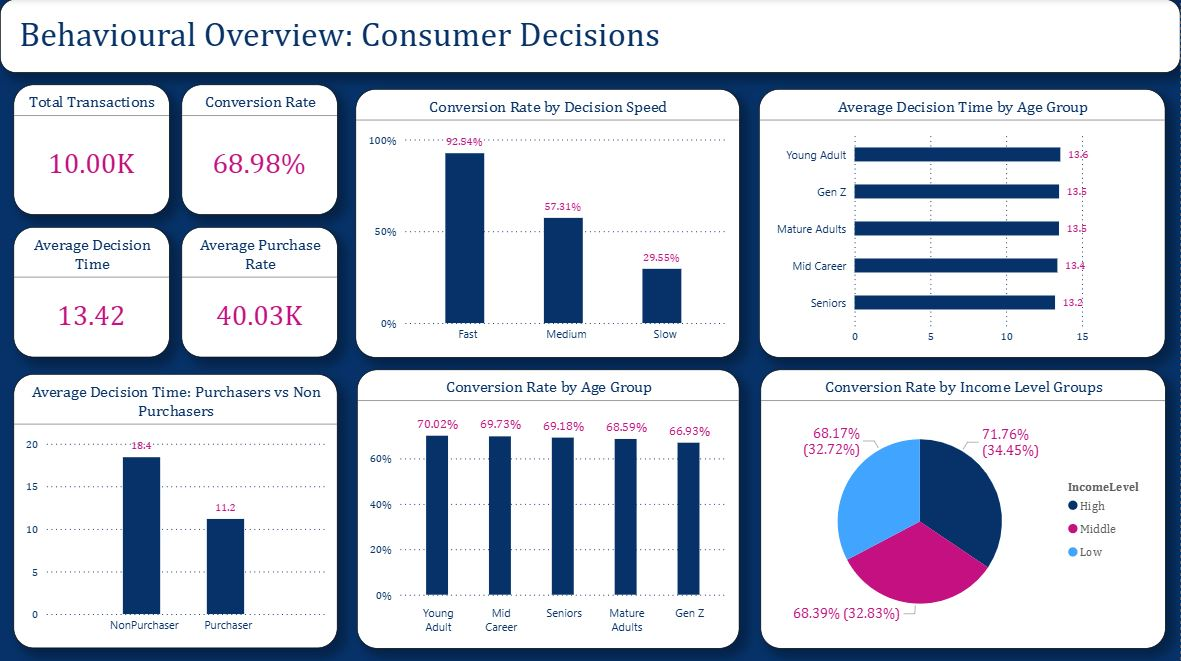 Behavioural Overview: Consumer Decisions
Total Transactions
10.00K
Conversion Rate
68.98%
Average Decision
Time
13.42
Average Purchase
Rate
40.03K
Conversion Rate by Decision Speed
100%
50%
0%
92.54%
57.31%
29.55%
Fast
Medium
Slow
Average Decision Time by Age Group
Young Adult
13.6
Gen Z
13.5
Mature Adults
13.5
Mid Career
13.4
Seniors
13.2
0
5
10
15
Average Decision Time: Purchasers vs Non
Purchasers
20
15
10
5
0
18.4
11.2
NonPurchaser
Purchaser
Conversion Rate by Age Group
70.02%
69.73%
69.18%
68.59%
66.93%
60%
40%
20%
0%
Young
Adult
Mid
Career
Seniors
Mature
Adults
Gen Z
Conversion Rate by Income Level Groups
68.17%
(32.72%)
71.76%
(34.45%)
68.39% (32.83%)
IncomeLevel
High
Middle
Low